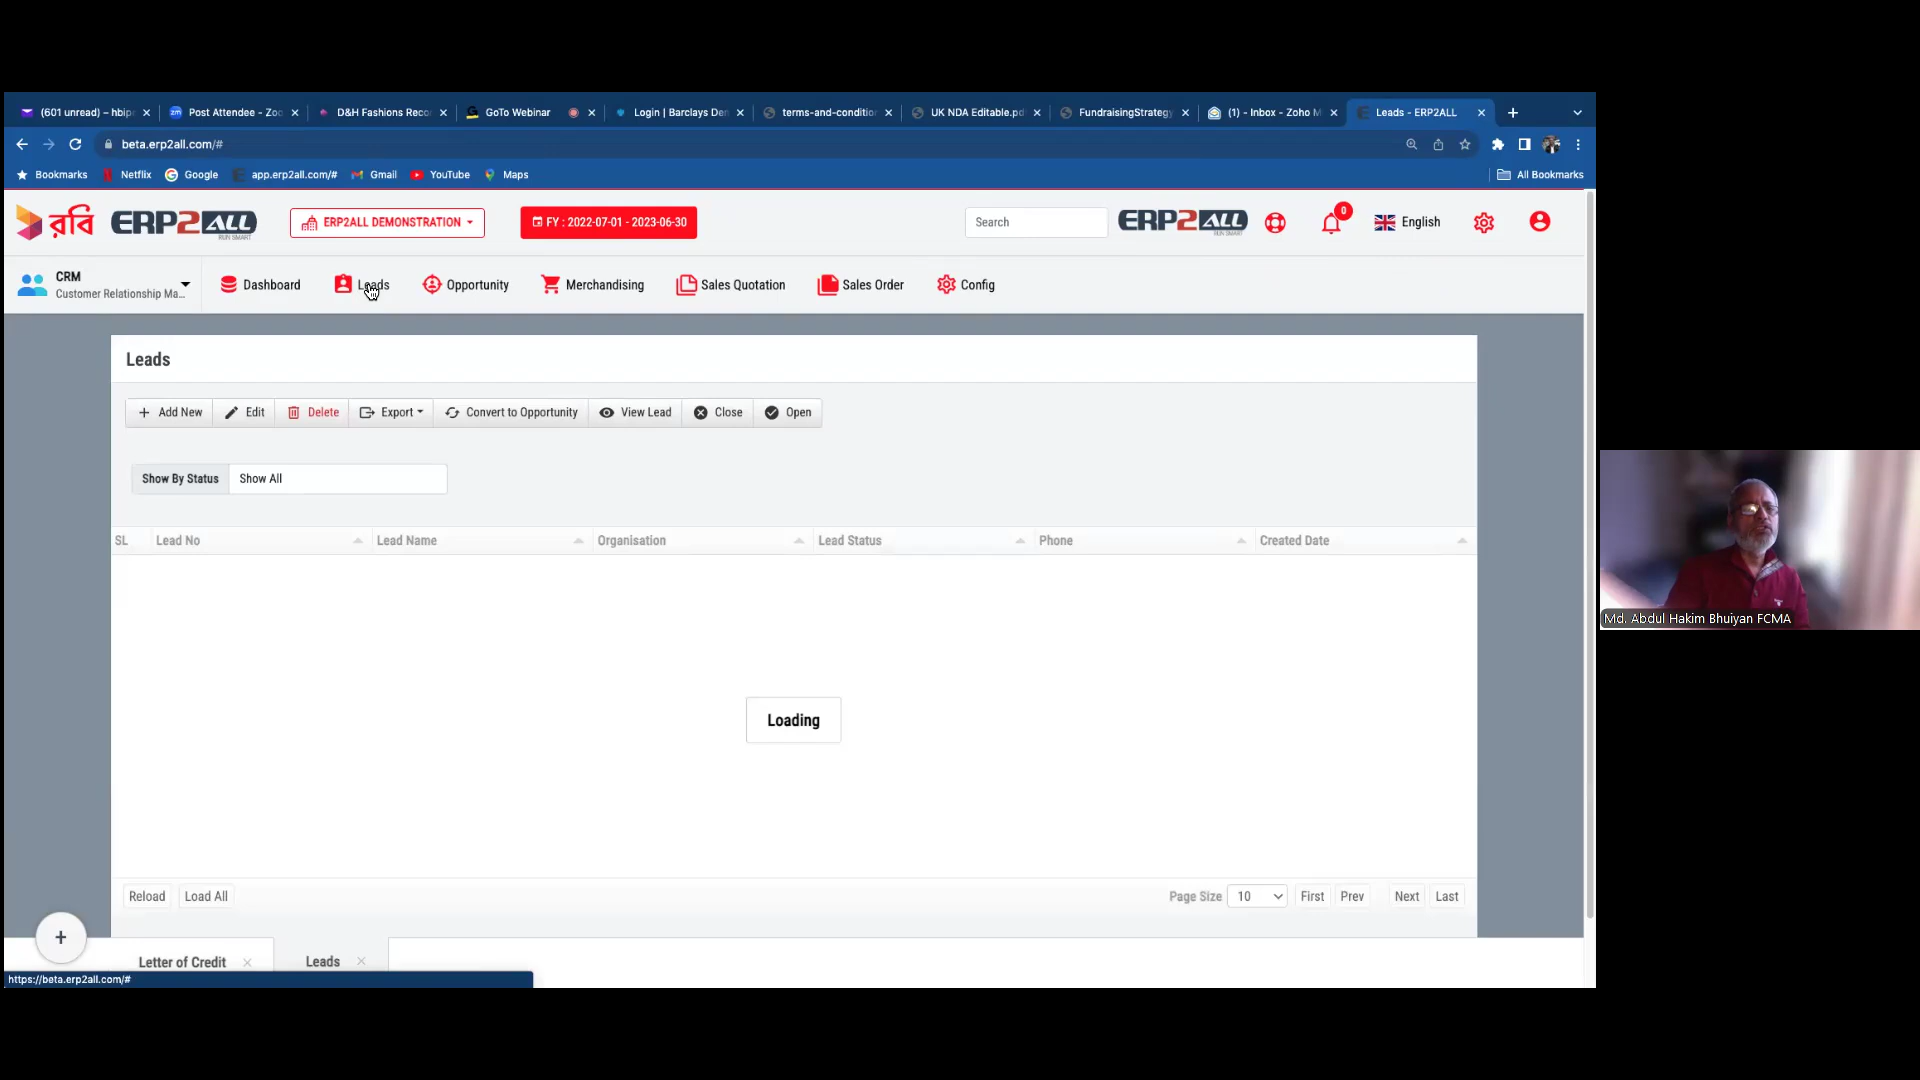 (601 unread) – hbipe
Post Attendee - Zoo
D&H Fashions Reco
GoTo Webinar
Login | Barclays Der
terms-and-conditio
UK NDA Editable.pd
FundraisingStrategy
(1) - Inbox - Zoho M
Leads - ERP2ALL
beta.erp2all.com/#
Bookmarks
Netflix
Google
app.erp2all.com/#
Gmail
YouTube
Maps
All Bookmarks
রবি
ERP2ALL
RUN SMART
ERP2ALL DEMONSTRATION
FY : 2022-07-01 - 2023-06-30
Search
ERP2ALL
RUN SMART
0
English
CRM
Customer Relationship Ma...
Dashboard
Leads
Opportunity
Merchandising
Sales Quotation
Sales Order
Config
Leads
Add New
Edit
Delete
Export
Convert to Opportunity
View Lead
Close
Open
Show By Status
Show All
SL
Lead No
Lead Name
Organisation
Lead Status
Phone
Created Date
Loading
Md. Abdul Hakim Bhuiyan FCMA
Reload
Load All
Page Size
10
First
Prev
Next
Last
+
Letter of Credit
Leads
https://beta.erp2all.com/#